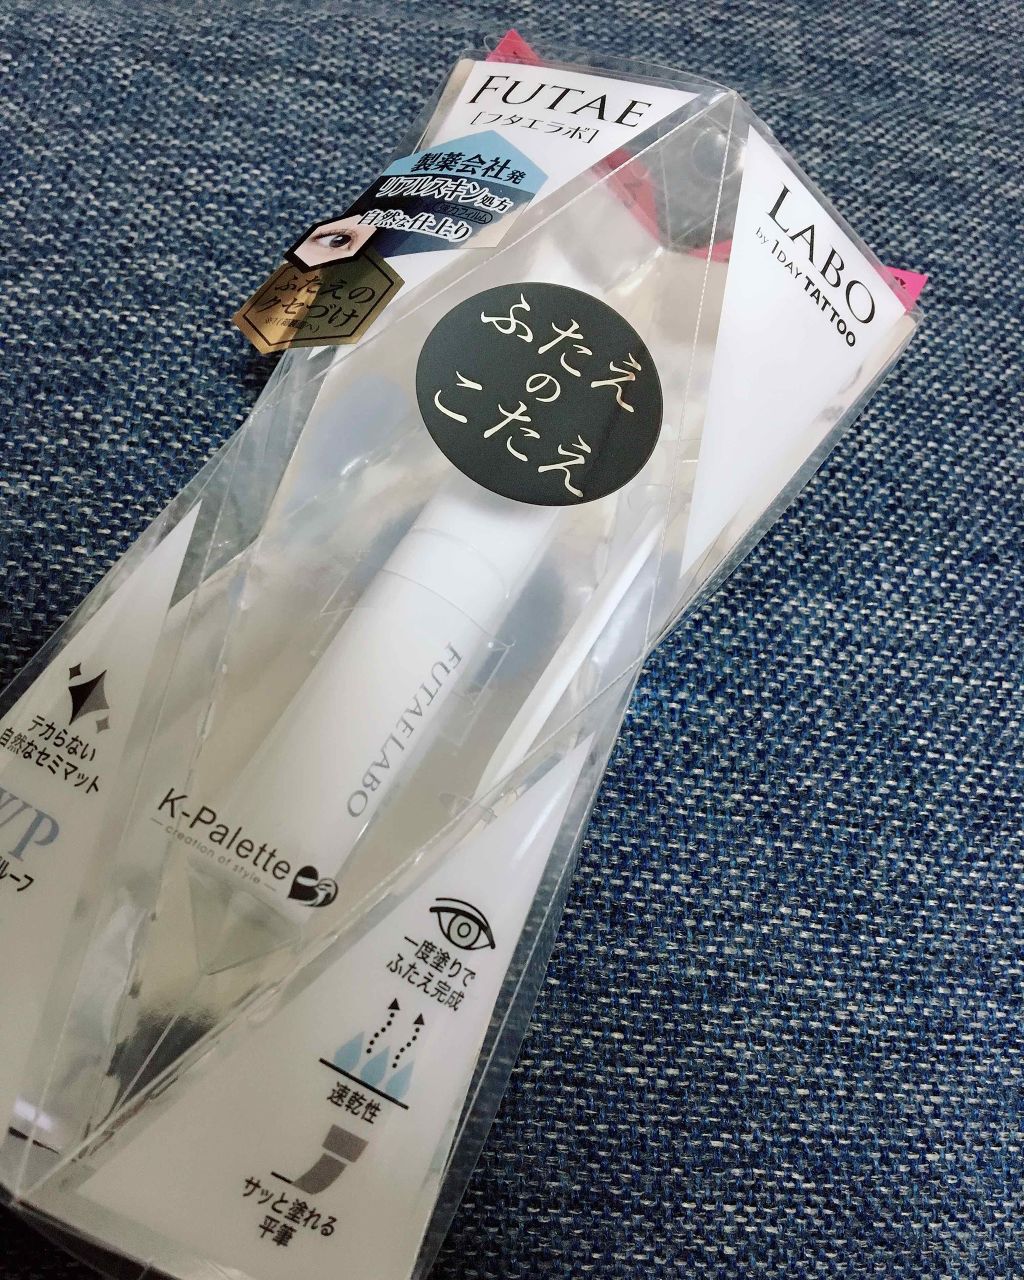 FUTAE
[フタエラボ]
製薬会社発
リアルスキン処方
自然な仕上り
ふたえの
クセづけ
LABO
by 1DAY TATTOO
ふたえ
の
こたえ
FUTAELABO
K-Palette
creation of style
デカらない
自然なセミマット
WP
ルーフ
一度塗りで
ふたえ完成
速乾性
サッと塗れる
平筆